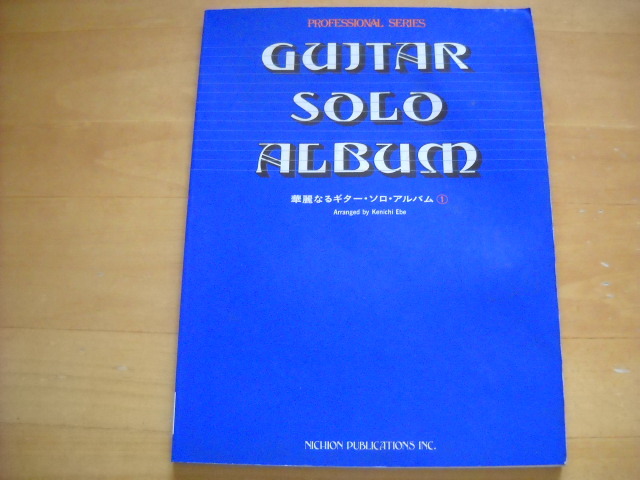 PROFESSIONAL SERIES
GUITAR
SOLO
ALBUM
華麗なるギター・ソロ・アルバム①
Arranged by Kenichi Ebe
NICHION PUBLICATIONS INC.